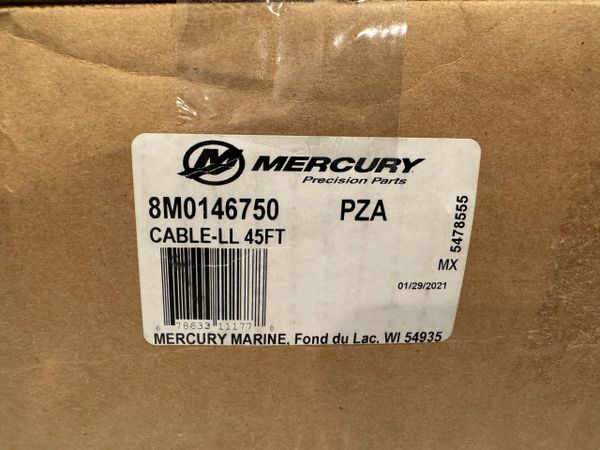 MERCURY
Precision Parts
8M0146750 PZA
CABLE-LL 45FT
5478555
MX
01/29/2021
6 78633 11177 8
MERCURY MARINE, Fond du Lac, WI 54935